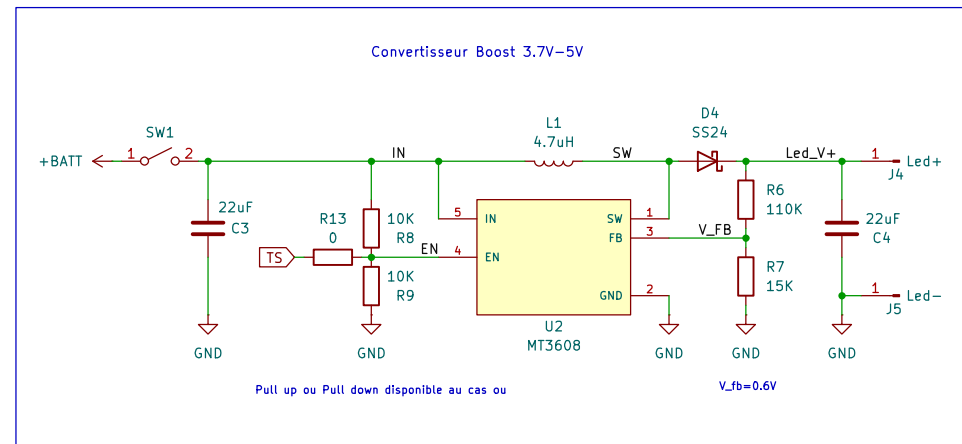 Convertisseur Boost 3.7V-5V
SW1
+BATT
1
2
22uF
C3
GND
TS
R13
0
10K
R8
10K
R9
GND
IN
EN
L1
4.7uH
SW
5
IN
4
EN
SW
1
FB
3
GND
2
U2
MT3608
GND
V_FB
D4
SS24
R6
110K
R7
15K
GND
Led_V+
22uF
C4
GND
1
Led+
J4
1
Led-
J5
Pull up ou Pull down disponible au cas ou
V_fb=0.6V